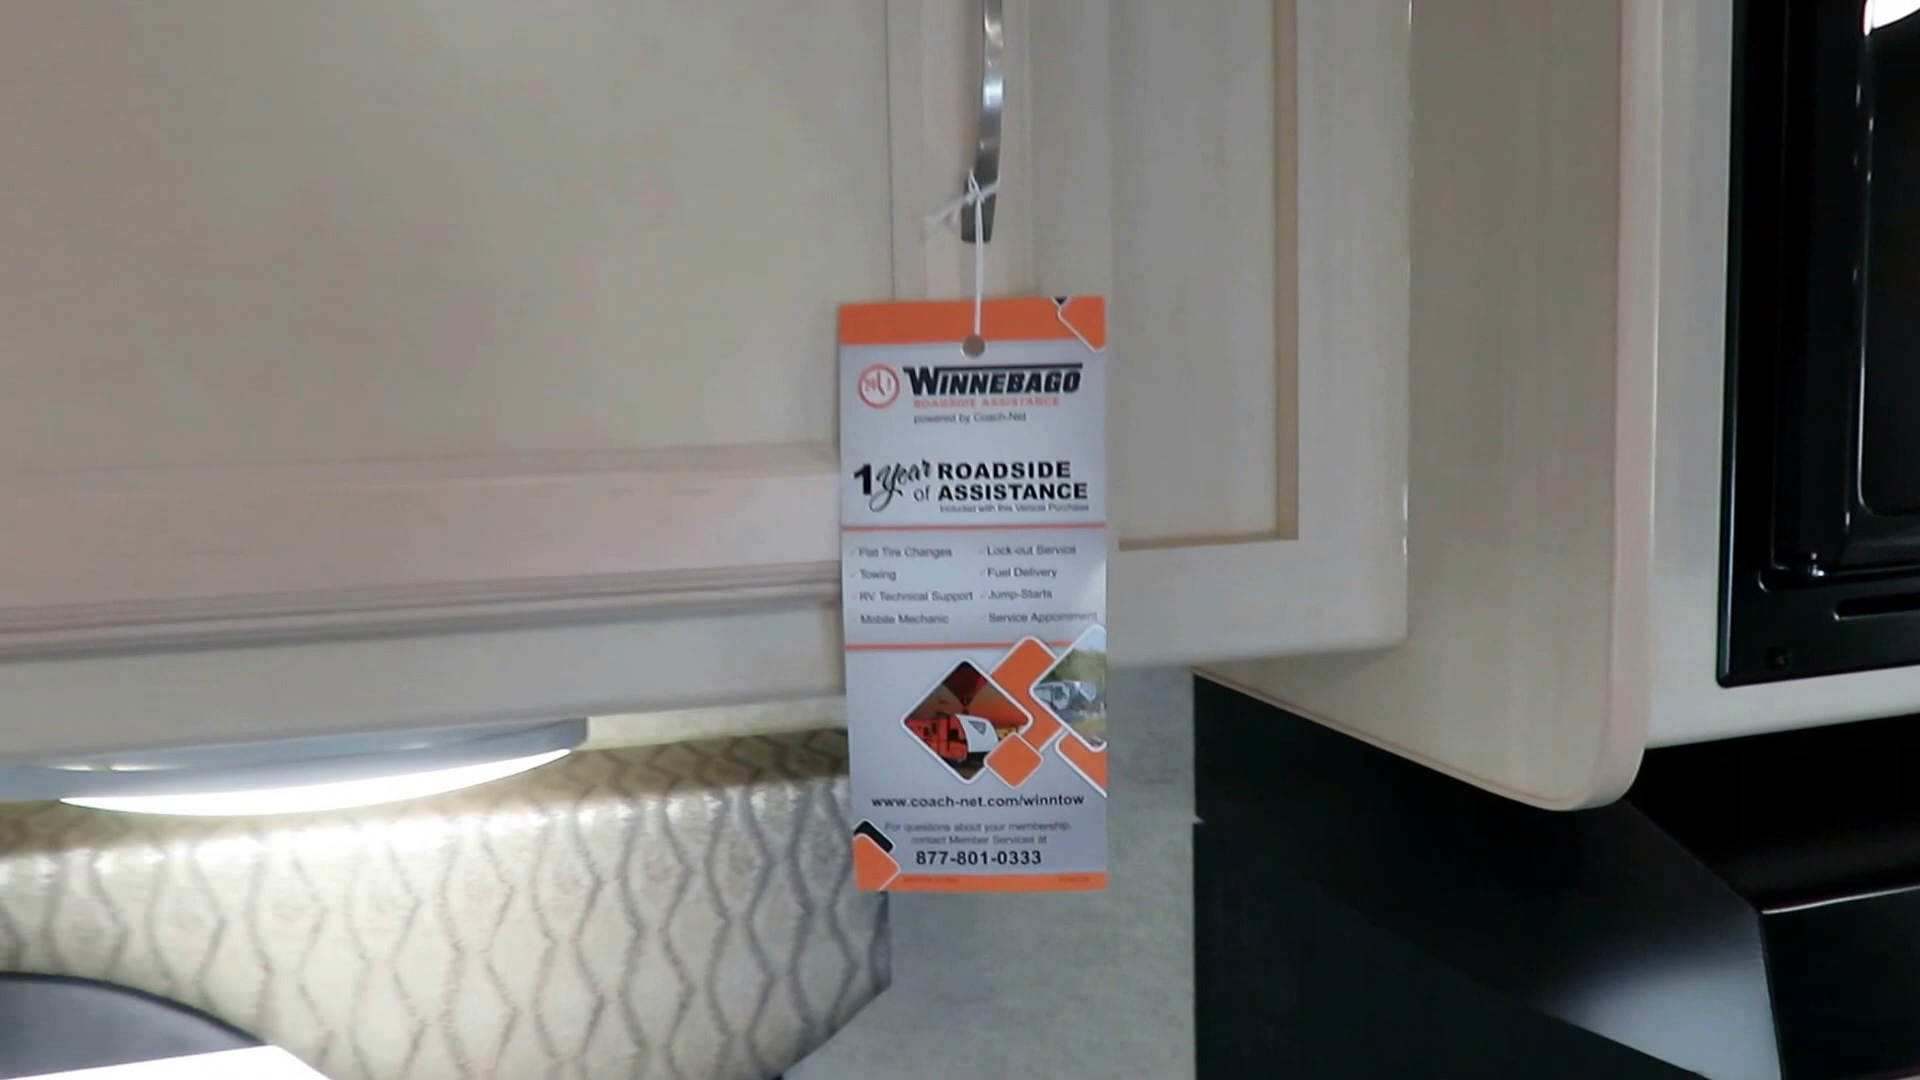 24/7 WINNEBAGO
ROADSIDE ASSISTANCE
powered by Coach-Net
1 Year of ROADSIDE ASSISTANCE
Included with this Vehicle Purchase
Flat Tire Changes
Towing
RV Technical Support
Mobile Mechanic
Lock-out Service
Fuel Delivery
Jump-Starts
Service Appointment
www.coach-net.com/winntow
For questions about your membership,
contact Member Services at
877-801-0333